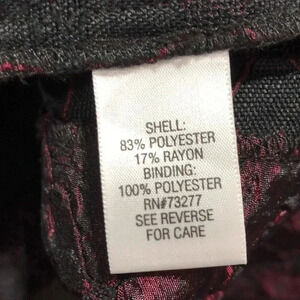 SHELL:
83% POLYESTER
17% RAYON
BINDING:
100% POLYESTER
RN#73277
SEE REVERSE
FOR CARE